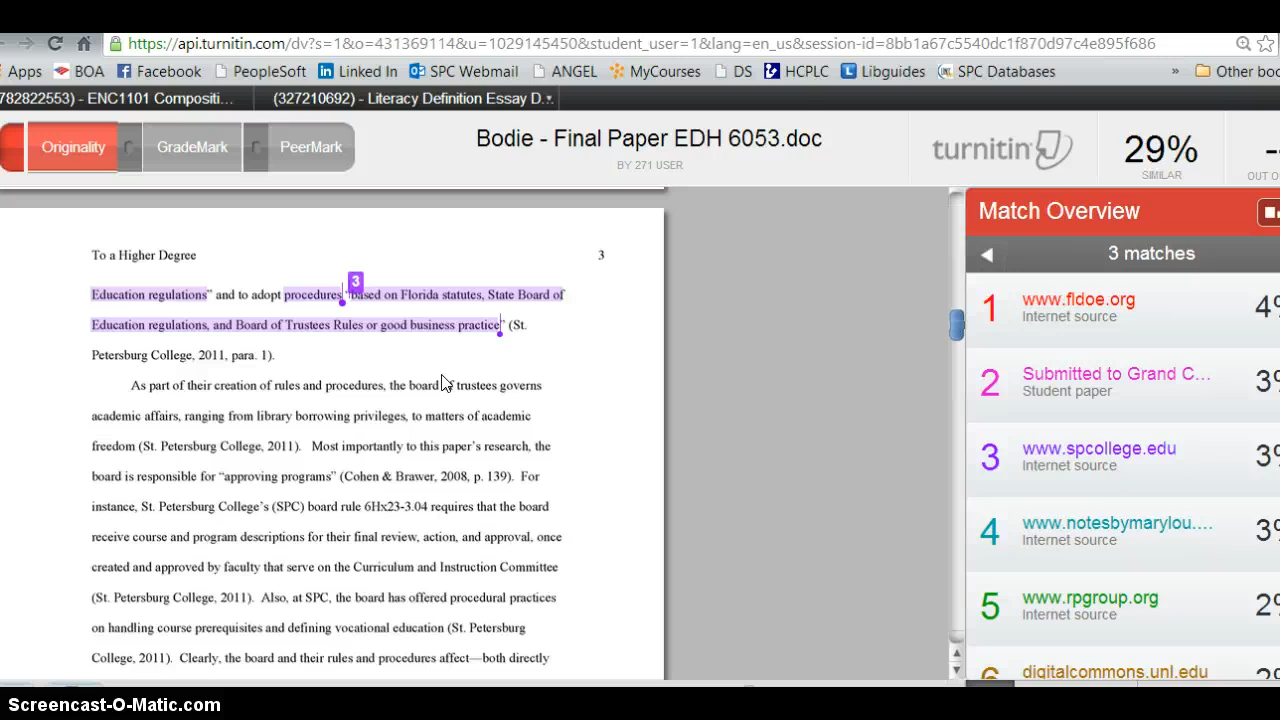 https://api.turnitin.com/dv?s=1&o=431369114&u=1029145450&student_user=1&lang=en_us&session-id=8bb1a67c5540dc1f870d97c4e895f686
Apps BOA Facebook PeopleSoft Linked In SPC Webmail ANGEL MyCourses DS HCPLC Libguides SPC Databases » Other boo
782822553) - ENC1101 Compositi... (327210692) - Literacy Definition Essay D..
Originality GradeMark PeerMark
Bodie - Final Paper EDH 6053.doc
BY 271 USER
turnitin
29%
SIMILAR
--
OUT O
Match Overview
3 matches
1 www.fldoe.org 4%
Internet source
2 Submitted to Grand C... 3%
Student paper
3 www.spcollege.edu 3%
Internet source
4 www.notesbymarylou.... 3%
Internet source
5 www.rpgroup.org 2%
Internet source
6 digitalcommons.unl.edu 2%
To a Higher Degree 3
3
Education regulations” and to adopt procedures “based on Florida statutes, State Board of
Education regulations, and Board of Trustees Rules or good business practice” (St.
Petersburg College, 2011, para. 1).
As part of their creation of rules and procedures, the board of trustees governs
academic affairs, ranging from library borrowing privileges, to matters of academic
freedom (St. Petersburg College, 2011). Most importantly to this paper’s research, the
board is responsible for “approving programs” (Cohen & Brawer, 2008, p. 139). For
instance, St. Petersburg College’s (SPC) board rule 6Hx23-3.04 requires that the board
receive course and program descriptions for their final review, action, and approval, once
created and approved by faculty that serve on the Curriculum and Instruction Committee
(St. Petersburg College, 2011). Also, at SPC, the board has offered procedural practices
on handling course prerequisites and defining vocational education (St. Petersburg
College, 2011). Clearly, the board and their rules and procedures affect—both directly
Screencast-O-Matic.com